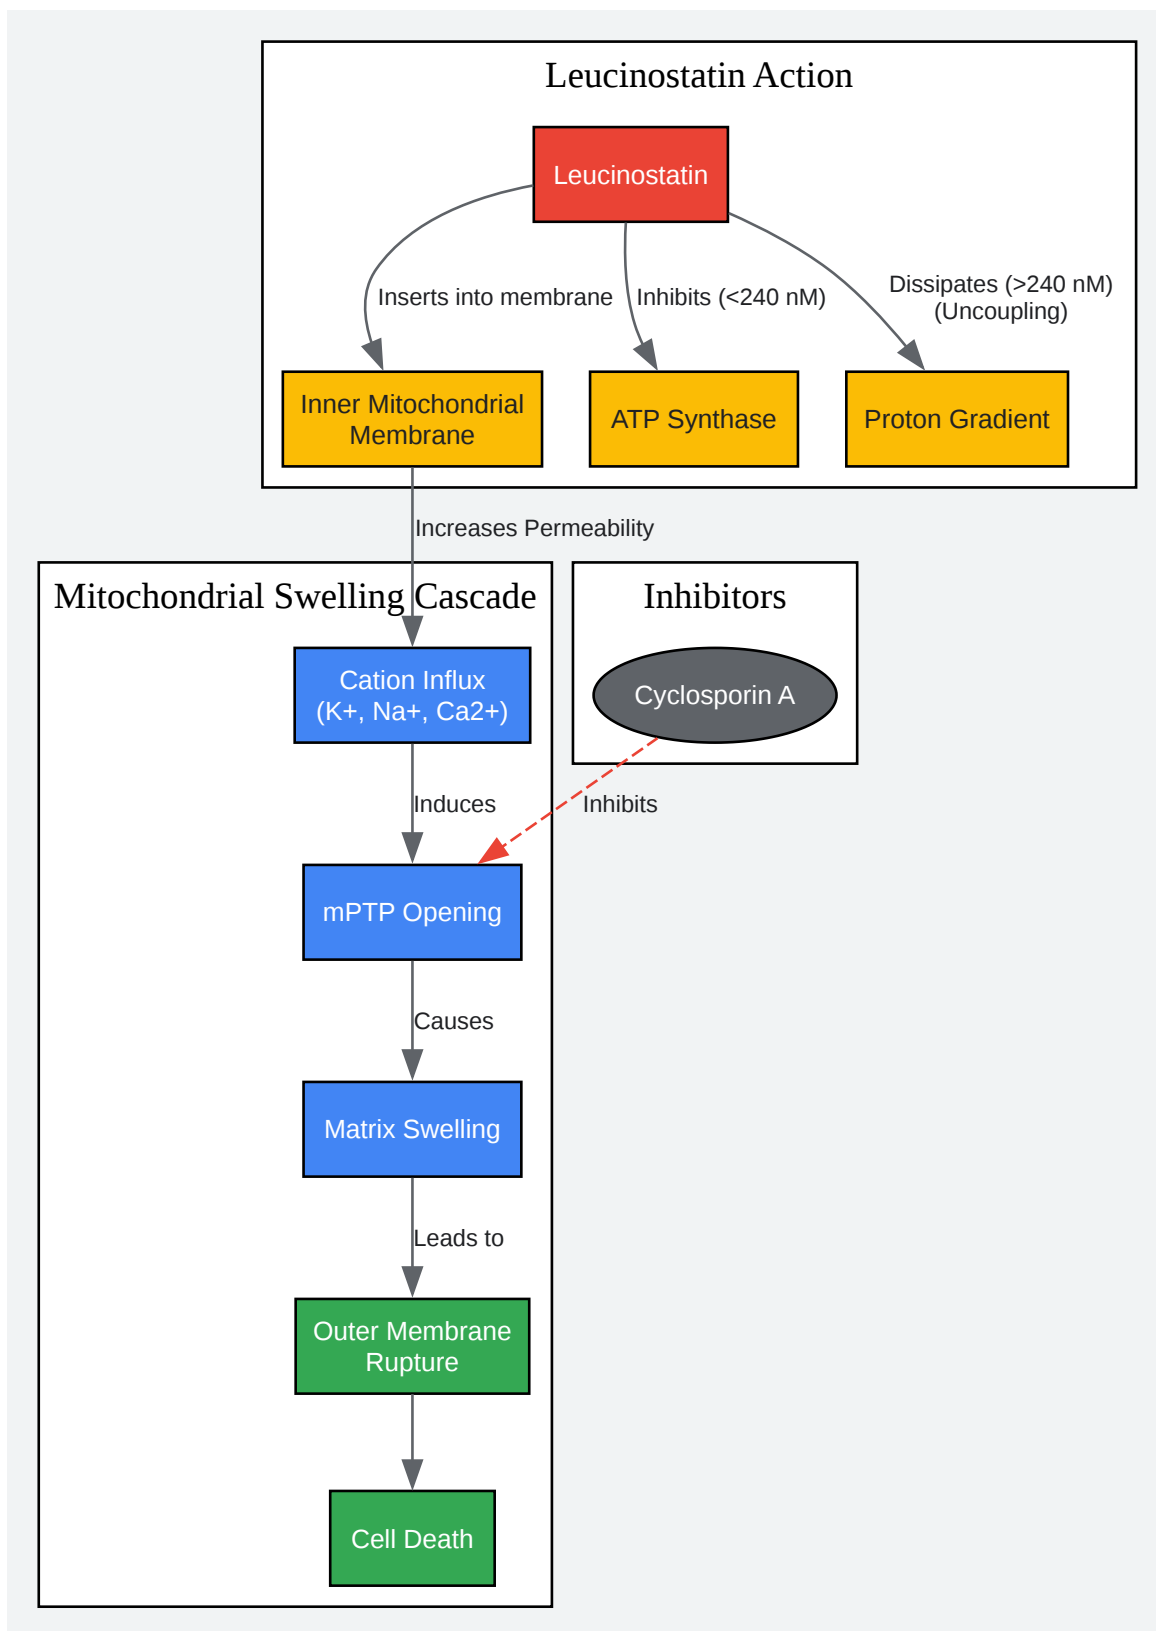 Leucinostatin Action
Leucinostatin
Inserts into membrane
Inhibits (<240 nM)
Dissipates (>240 nM)
(Uncoupling)
Inner Mitochondrial
Membrane
ATP Synthase
Proton Gradient
Increases Permeability
Mitochondrial Swelling Cascade
Inhibitors
Cation Influx
(K+, Na+, Ca2+)
Cyclosporin A
Induces
Inhibits
mPTP Opening
Causes
Matrix Swelling
Leads to
Outer Membrane
Rupture
Cell Death